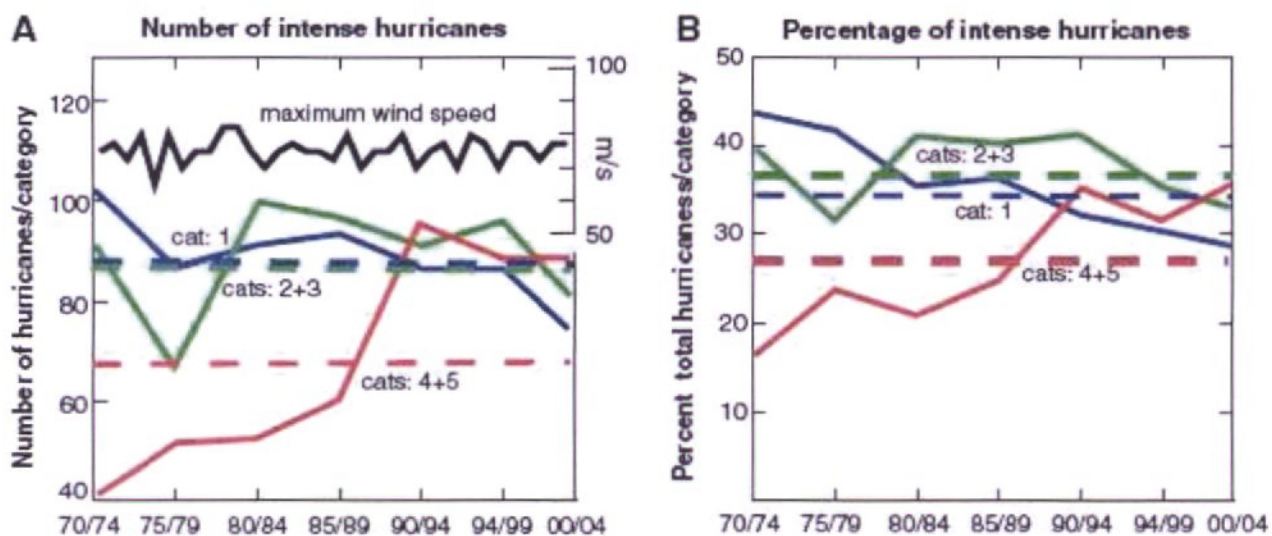 A Number of intense hurricanes
Number of hurricanes/category
120
100
80
60
40
100
50
m/s
maximum wind speed
cat: 1
cats: 2+3
cats: 4+5
70/74 75/79 80/84 85/89 90/94 94/99 00/04
B Percentage of intense hurricanes
Percent total hurricanes/category
50
40
30
20
10
cats: 2+3
cat: 1
cats: 4+5
70/74 75/79 80/84 85/89 90/94 94/99 00/04